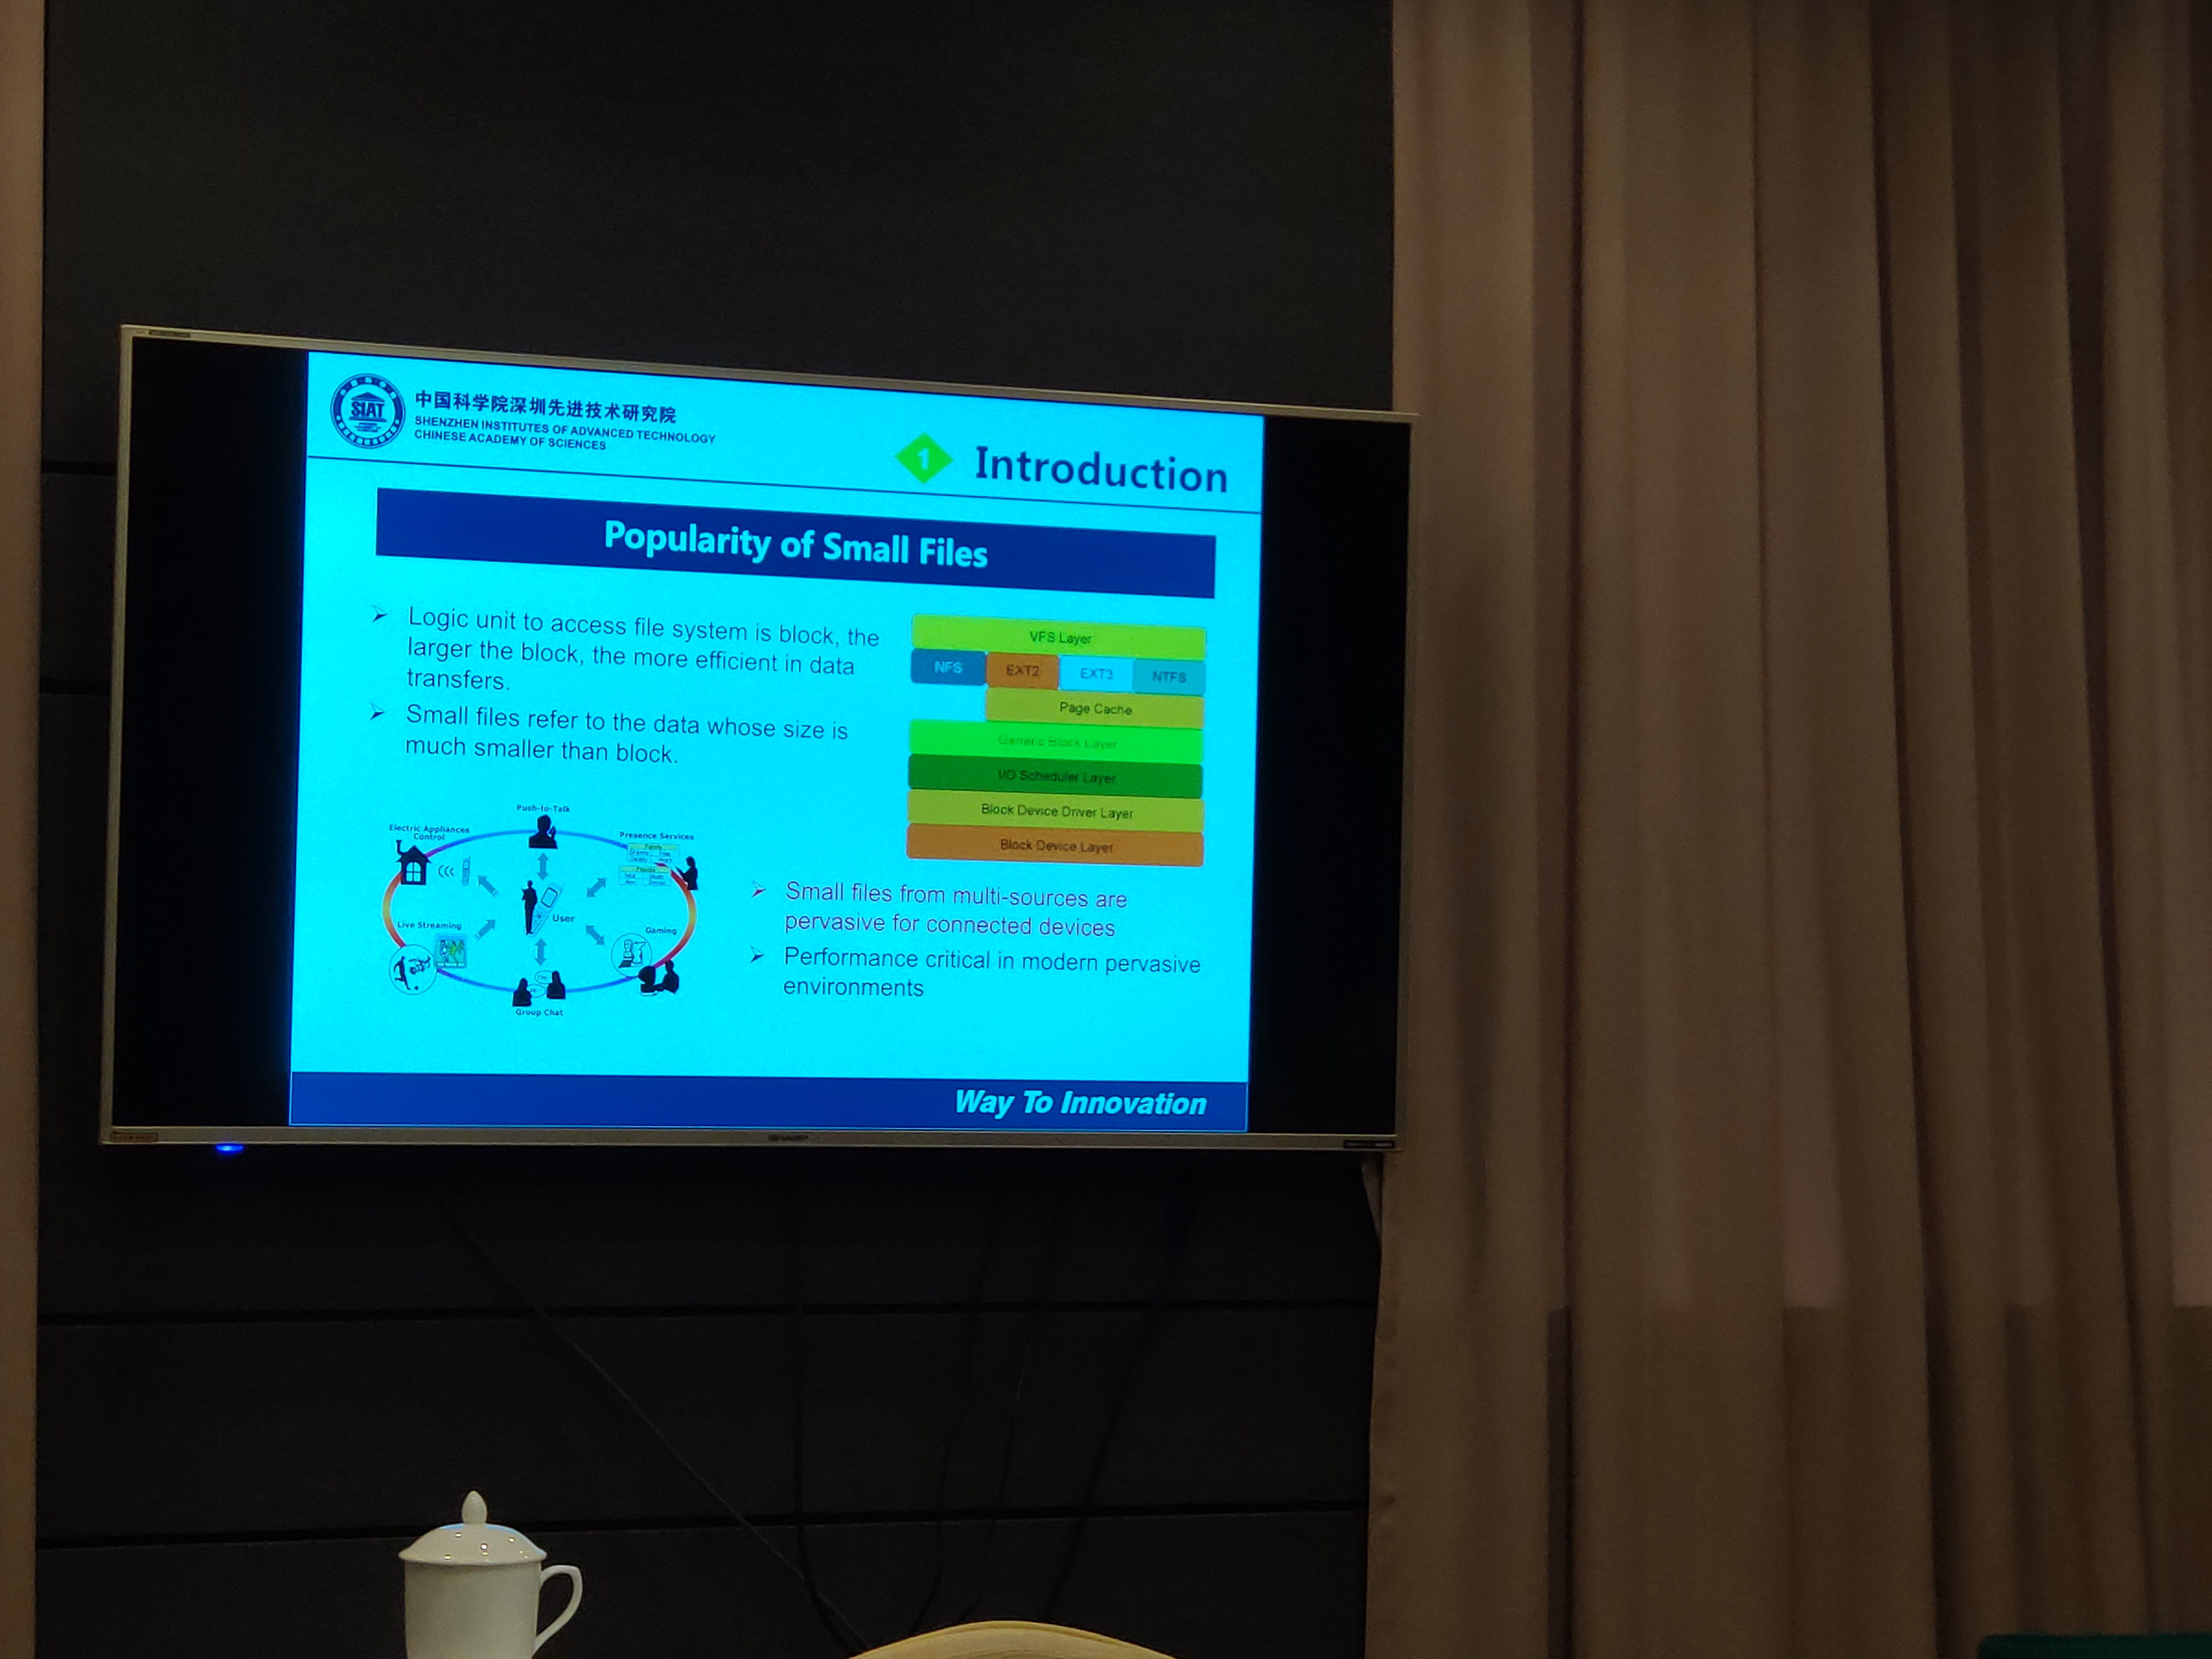 SIAT
中国科学院深圳先进技术研究院
SHENZHEN INSTITUTES OF ADVANCED TECHNOLOGY
CHINESE ACADEMY OF SCIENCES
1 Introduction
Popularity of Small Files
Logic unit to access file system is block, the
larger the block, the more efficient in data
transfers.
Small files refer to the data whose size is
much smaller than block.
VFS Layer
NFS EXT2 EXT3 NTFS
Page Cache
Generic Block Layer
I/O Scheduler Layer
Block Device Driver Layer
Block Device Layer
Push-to-Talk
Electric Appliances
Control
Presence Services
User
Live Streaming
Gaming
Group Chat
Small files from multi-sources are
pervasive for connected devices
Performance critical in modern pervasive
environments
Way To Innovation
SHARP